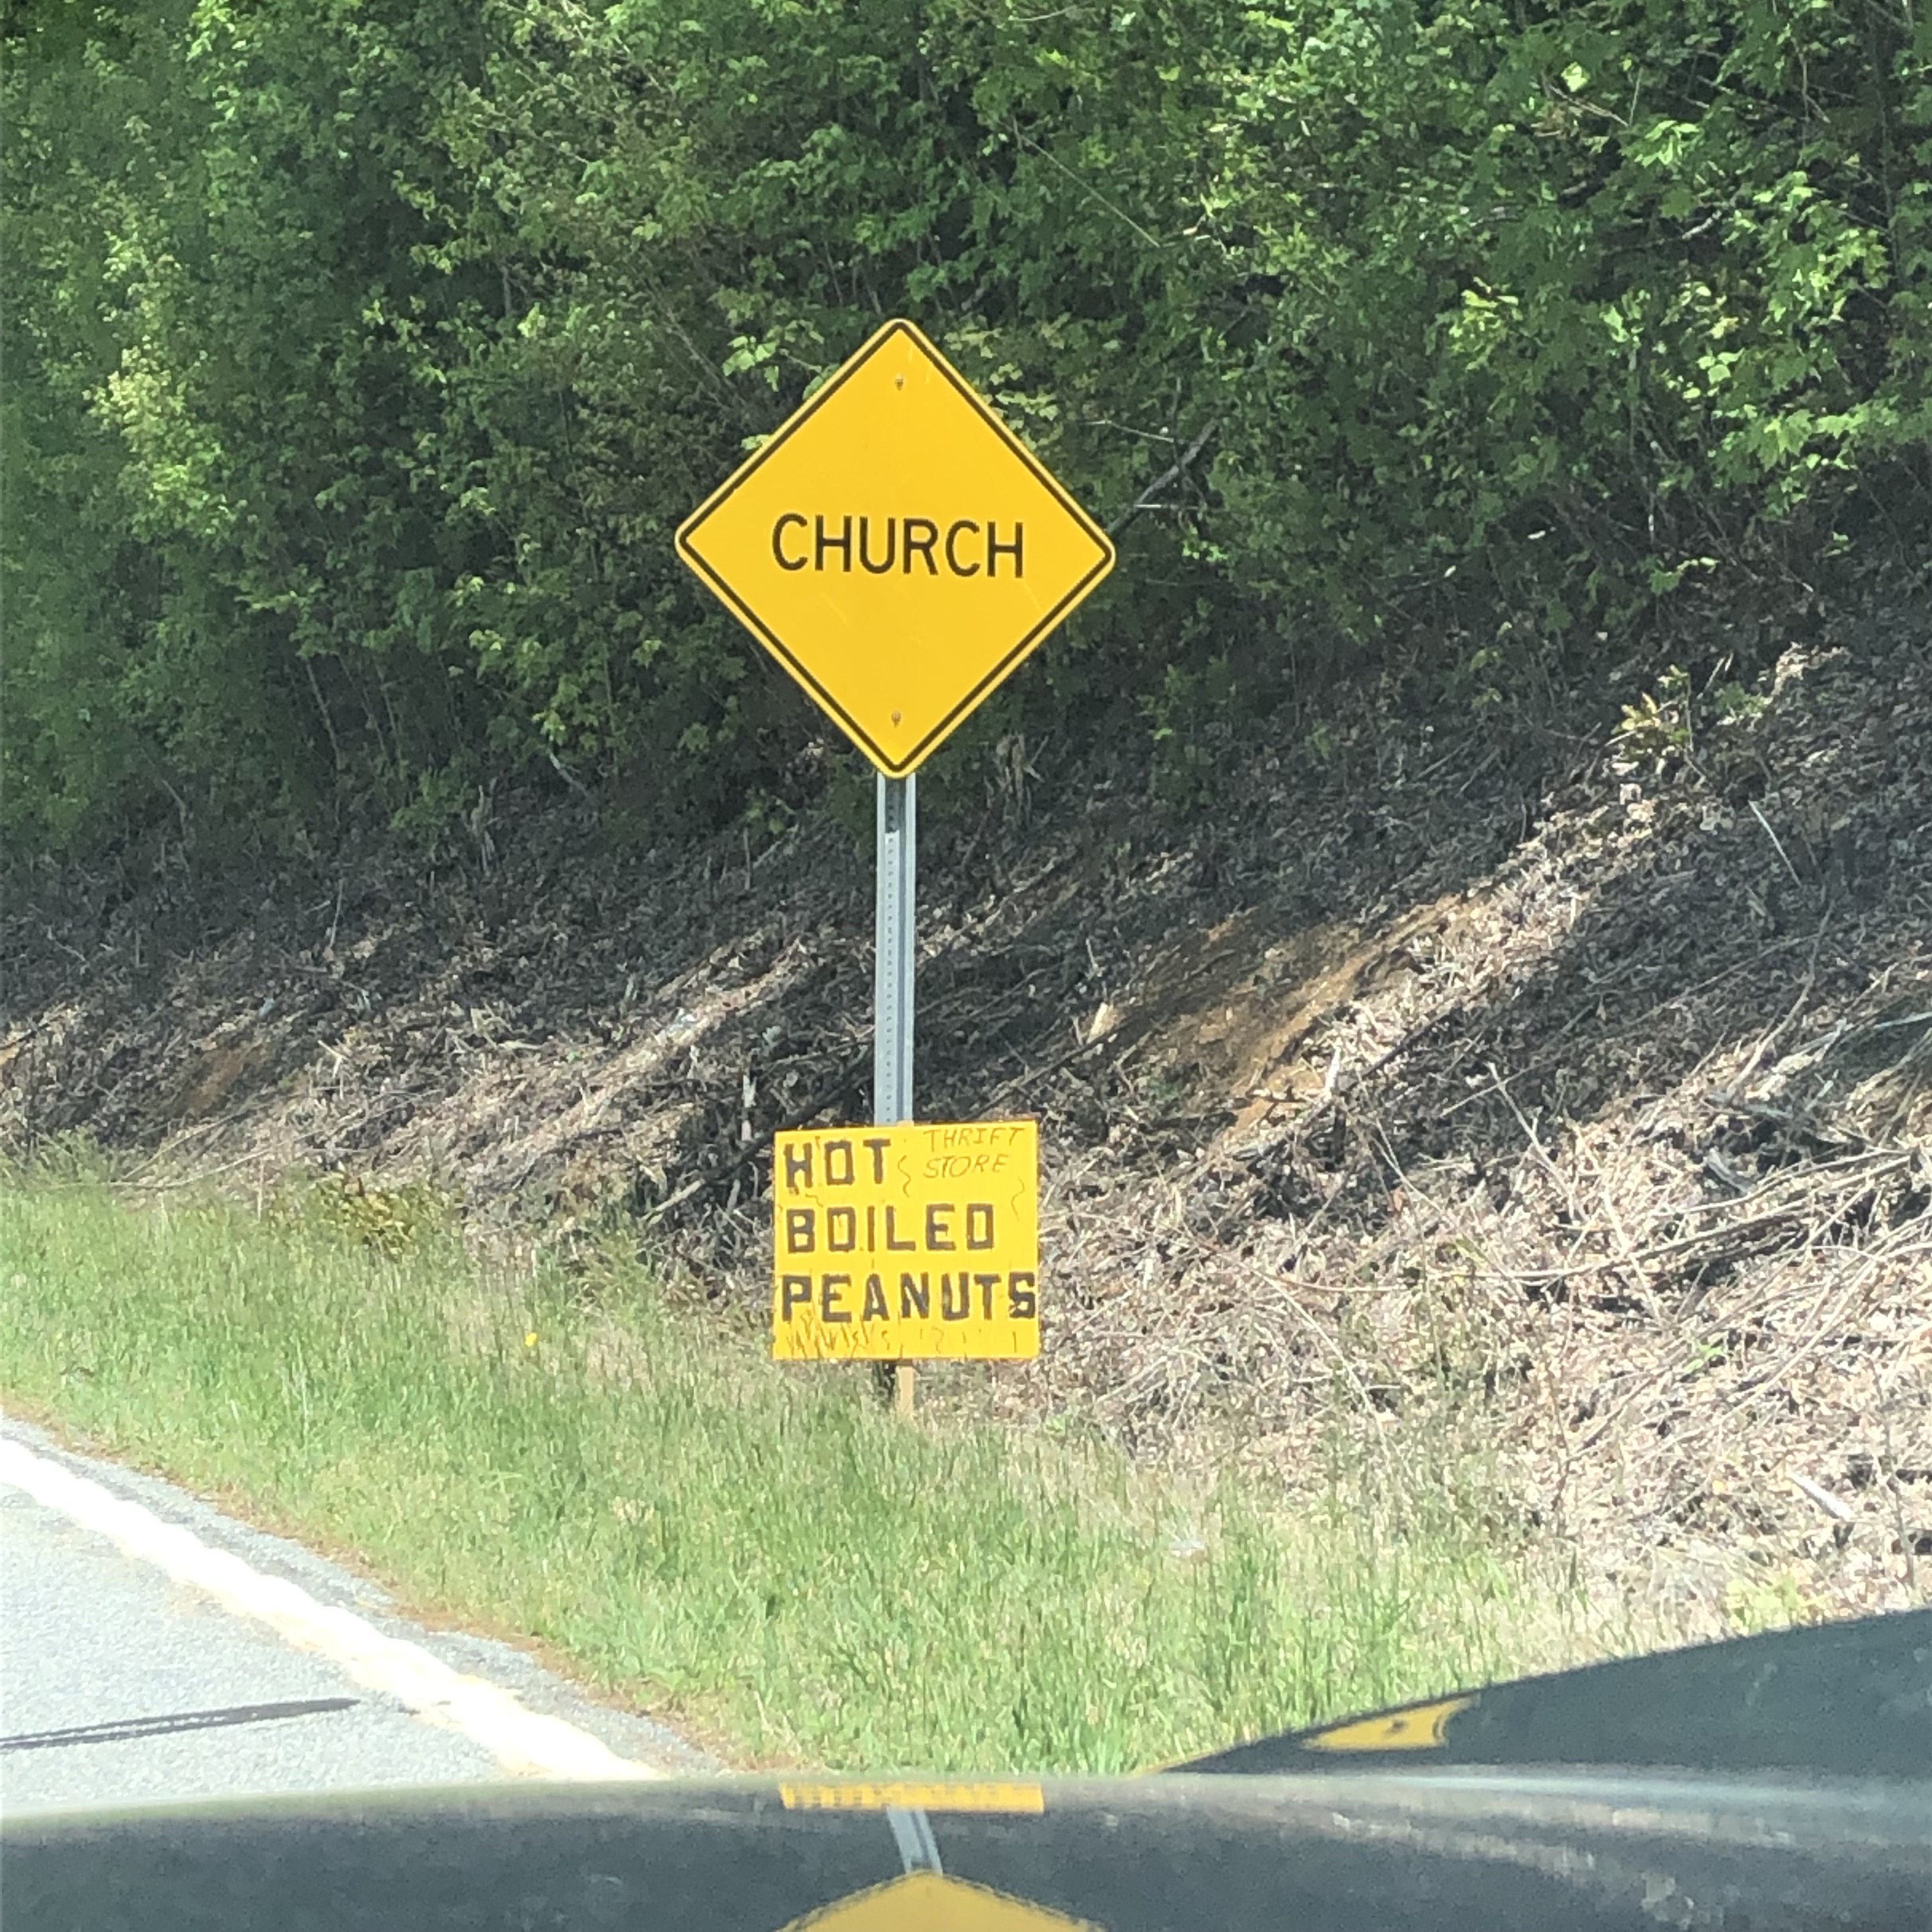 CHURCH
HOT THRIFT
STORE
BOILED
PEANUTS